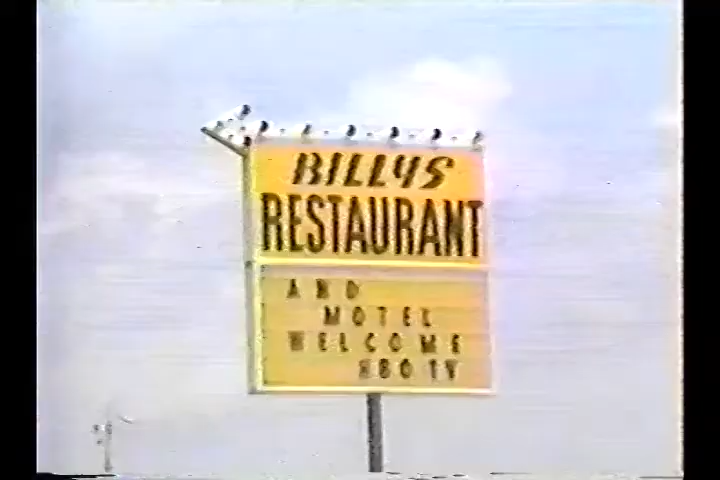 BILLYS
RESTAURANT
AND
MOTEL
WELCOME
HBO TV